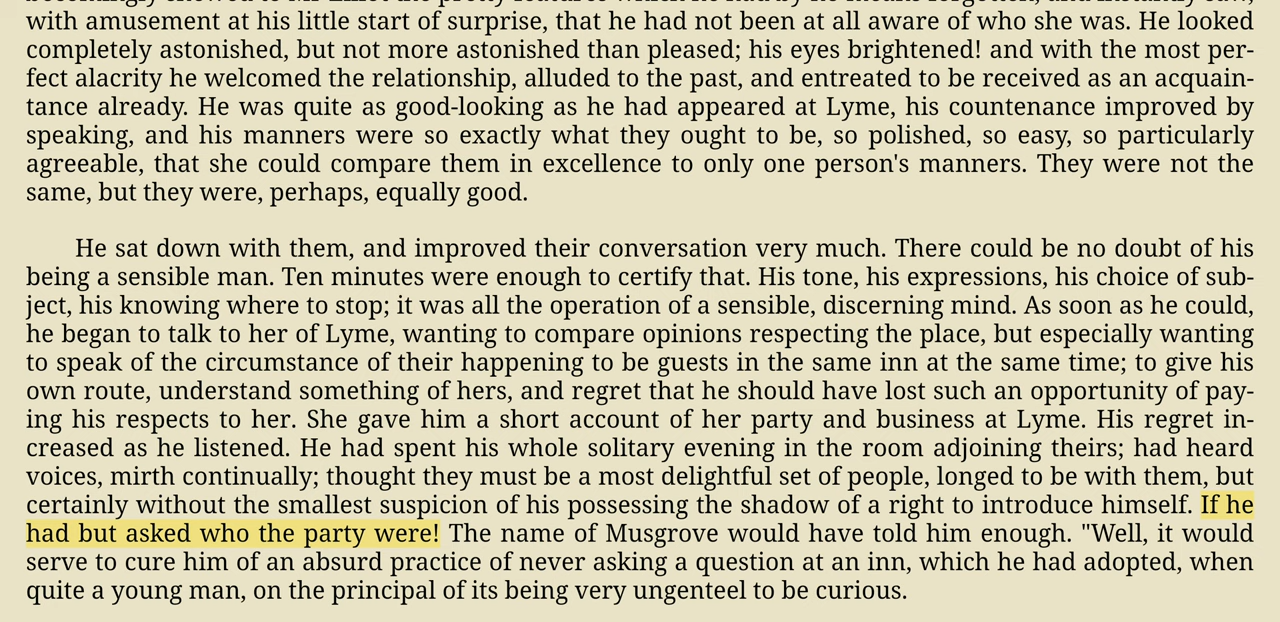 with amusement at his little start of surprise, that he had not been at all aware of who she was. He looked
completely astonished, but not more astonished than pleased; his eyes brightened! and with the most per-
fect alacrity he welcomed the relationship, alluded to the past, and entreated to be received as an acquain-
tance already. He was quite as good-looking as he had appeared at Lyme, his countenance improved by
speaking, and his manners were so exactly what they ought to be, so polished, so easy, so particularly
agreeable, that she could compare them in excellence to only one person's manners. They were not the
same, but they were, perhaps, equally good.
He sat down with them, and improved their conversation very much. There could be no doubt of his
being a sensible man. Ten minutes were enough to certify that. His tone, his expressions, his choice of sub-
ject, his knowing where to stop; it was all the operation of a sensible, discerning mind. As soon as he could,
he began to talk to her of Lyme, wanting to compare opinions respecting the place, but especially wanting
to speak of the circumstance of their happening to be guests in the same inn at the same time; to give his
own route, understand something of hers, and regret that he should have lost such an opportunity of pay-
ing his respects to her. She gave him a short account of her party and business at Lyme. His regret in-
creased as he listened. He had spent his whole solitary evening in the room adjoining theirs; had heard
voices, mirth continually; thought they must be a most delightful set of people, longed to be with them, but
certainly without the smallest suspicion of his possessing the shadow of a right to introduce himself. If he
had but asked who the party were! The name of Musgrove would have told him enough. "Well, it would
serve to cure him of an absurd practice of never asking a question at an inn, which he had adopted, when
quite a young man, on the principal of its being very ungenteel to be curious.